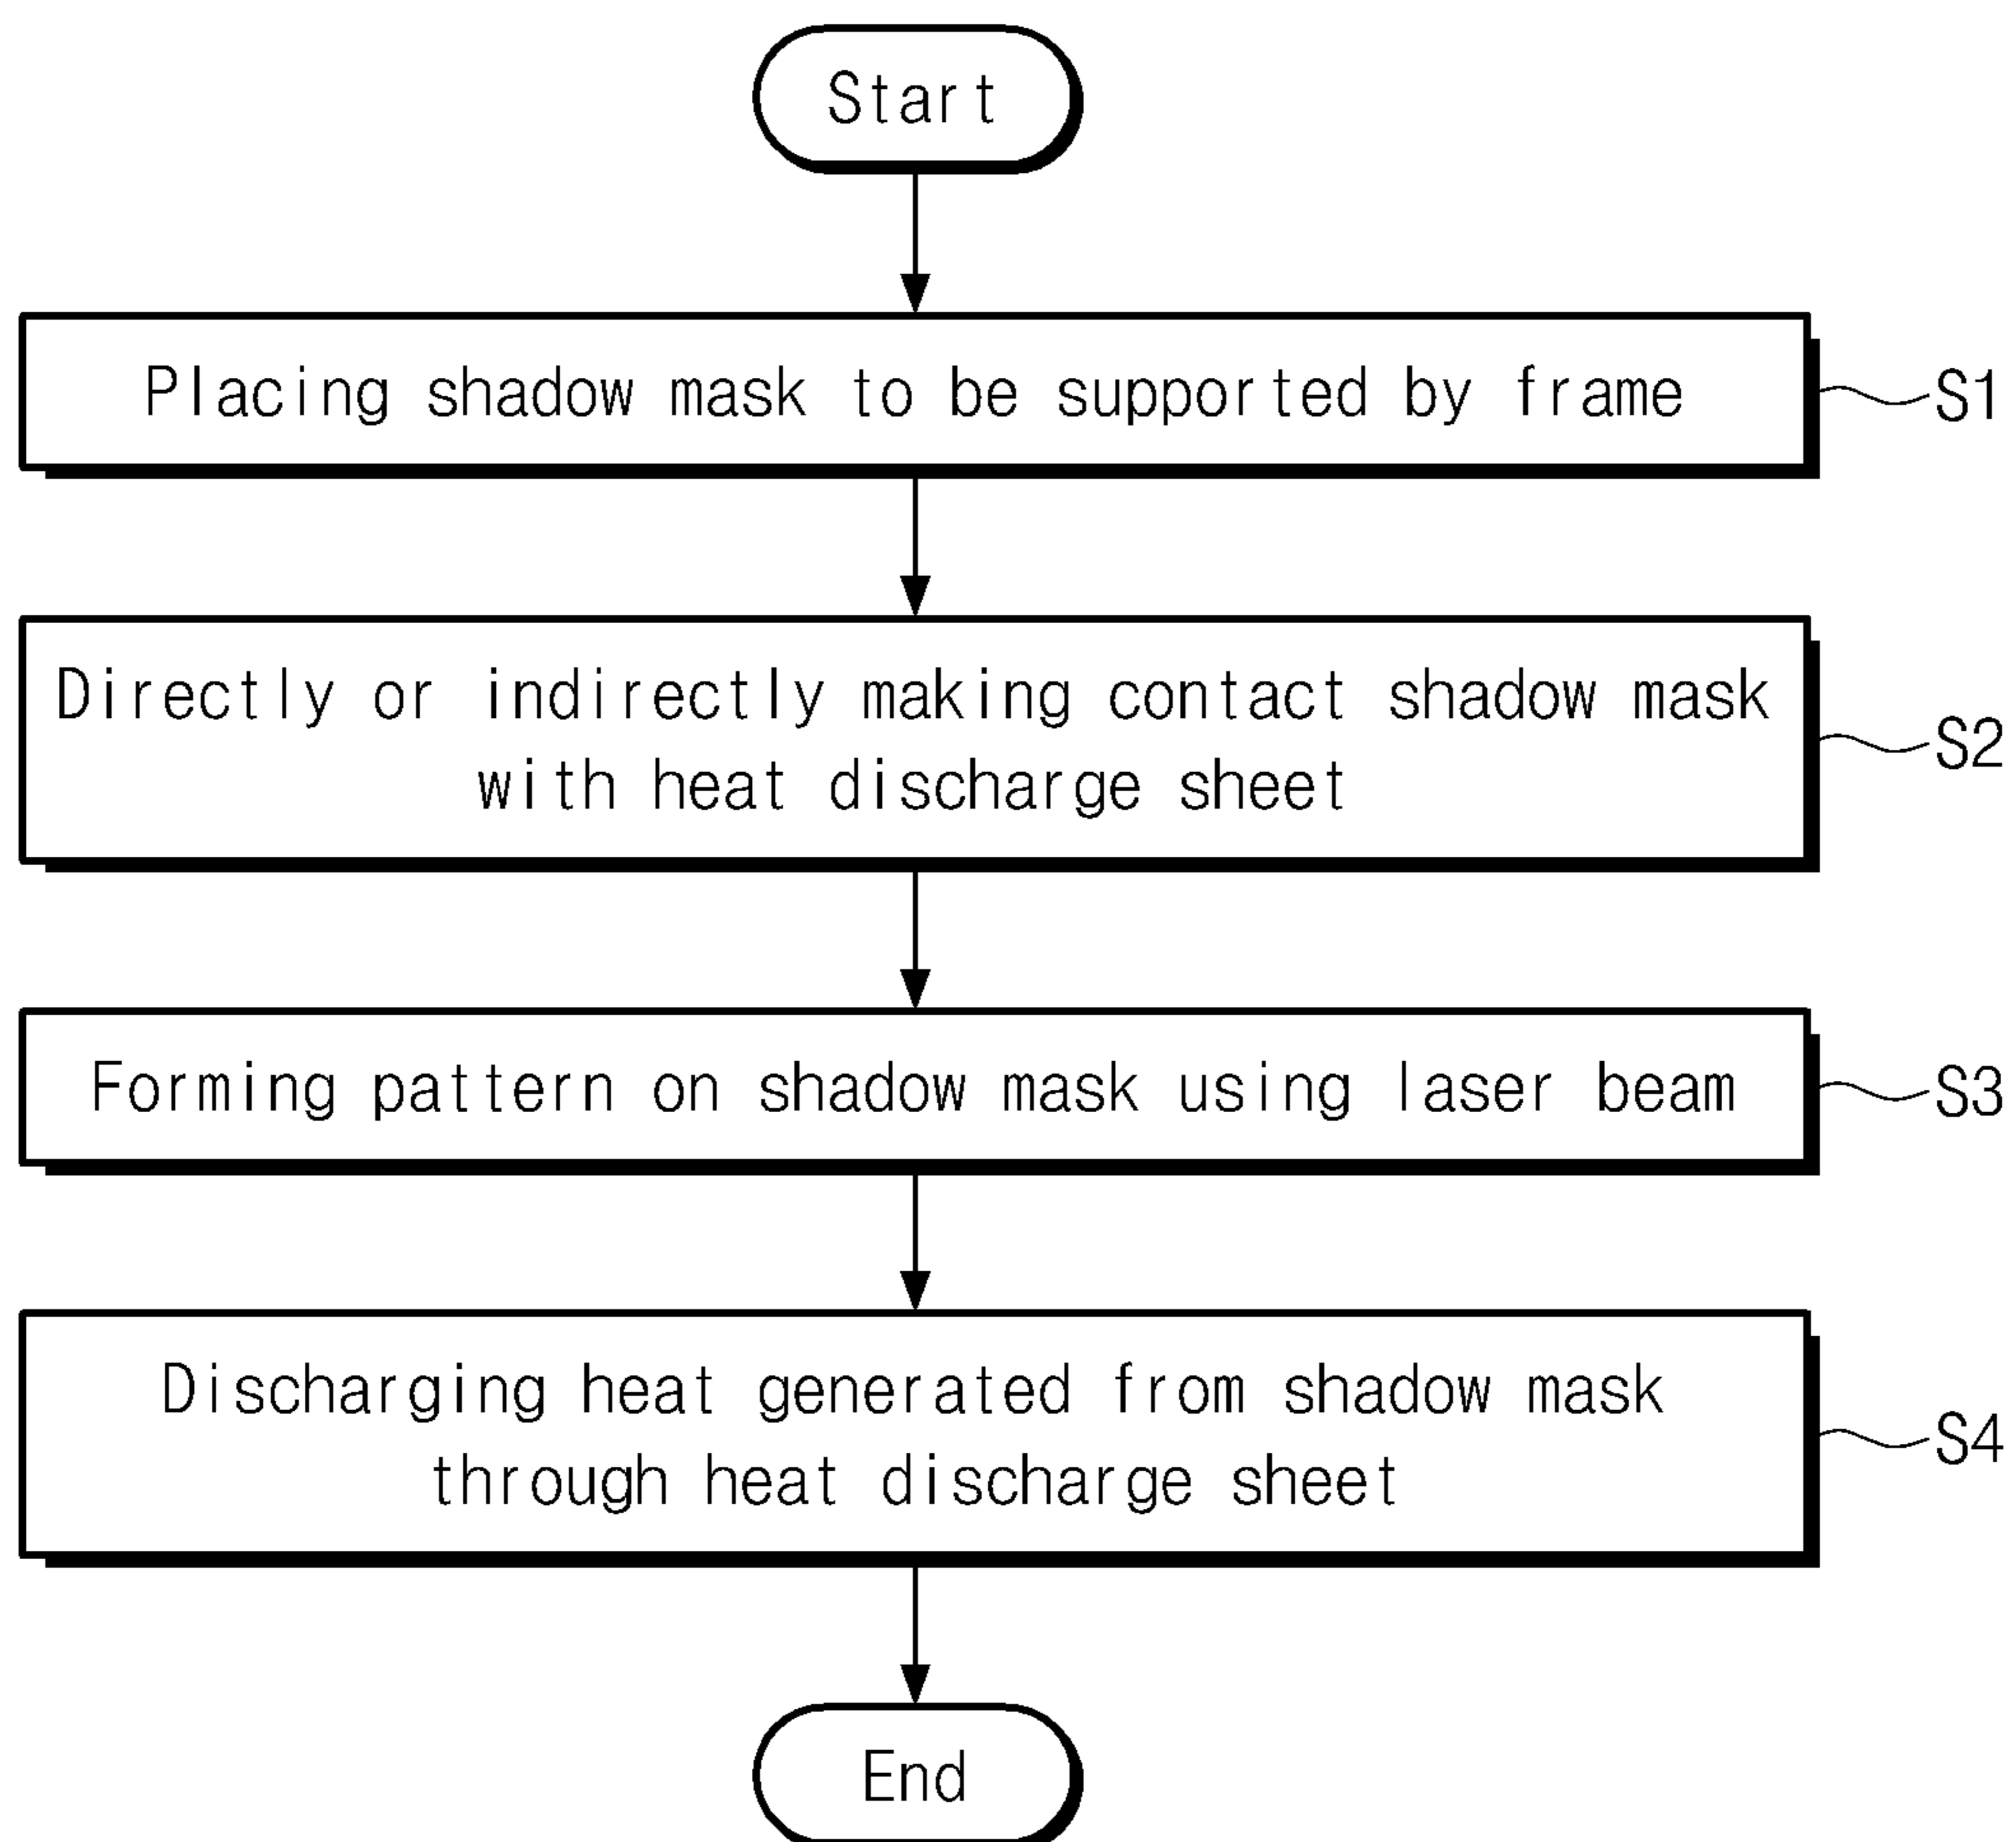 Start
Placing shadow mask to be supported by frame
S1
Directly or indirectly making contact shadow mask
with heat discharge sheet
S2
Forming pattern on shadow mask using laser beam
S3
Discharging heat generated from shadow mask
through heat discharge sheet
S4
End